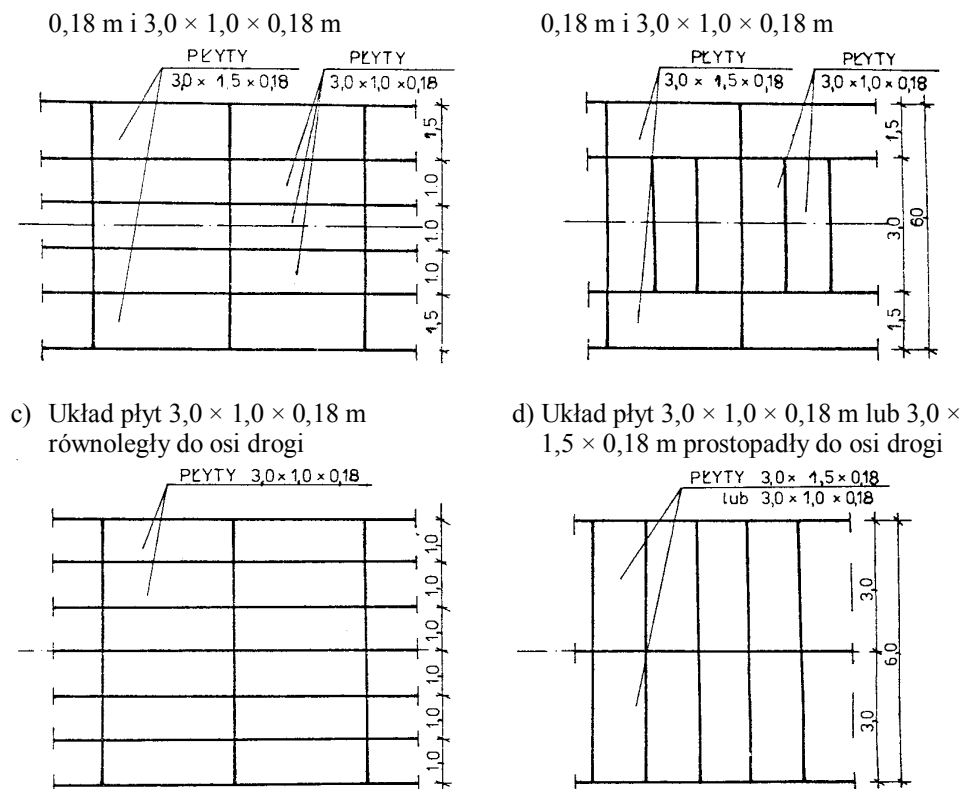 0,18 m i 3,0 × 1,0 × 0,18 m
PŁYTY
3,0 × 1,5 × 0,18
PŁYTY
3,0 × 1,0 × 0,18
1,5
1.0
1.0
1.0
1,5
0,18 m i 3,0 × 1,0 × 0,18 m
PŁYTY
3,0 × 1,5 × 0,18
PŁYTY
3,0 × 1,0 × 0,18
1,5
3,0
1,5
60
c) Układ płyt 3,0 × 1,0 × 0,18 m
równoległy do osi drogi
PŁYTY 3,0 × 1,0 × 0,18
1,0
1,0
1,0
1,0
1,0
1,0
d) Układ płyt 3,0 × 1,0 × 0,18 m lub 3,0 ×
1,5 × 0,18 m prostopadły do osi drogi
PŁYTY 3,0 × 1,5 × 0,18
lub 3,0 × 1,0 × 0,18
3,0
3,0
6,0